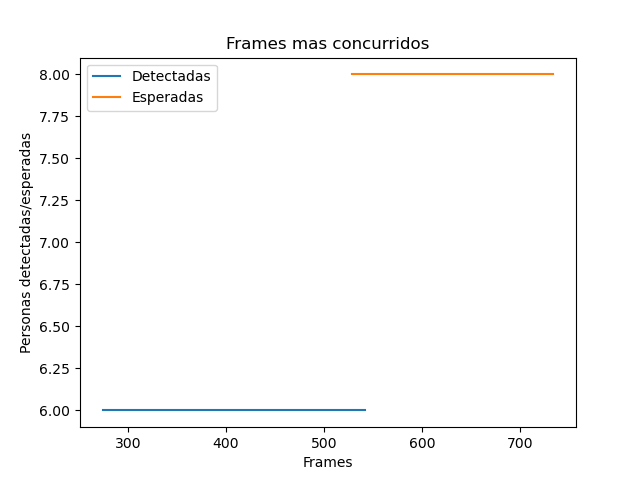 Frames mas concurridos
Detectadas
Esperadas
Personas detectadas/esperadas
8.00
7.75
7.50
7.25
7.00
6.75
6.50
6.25
6.00
300 400 500 600 700
Frames